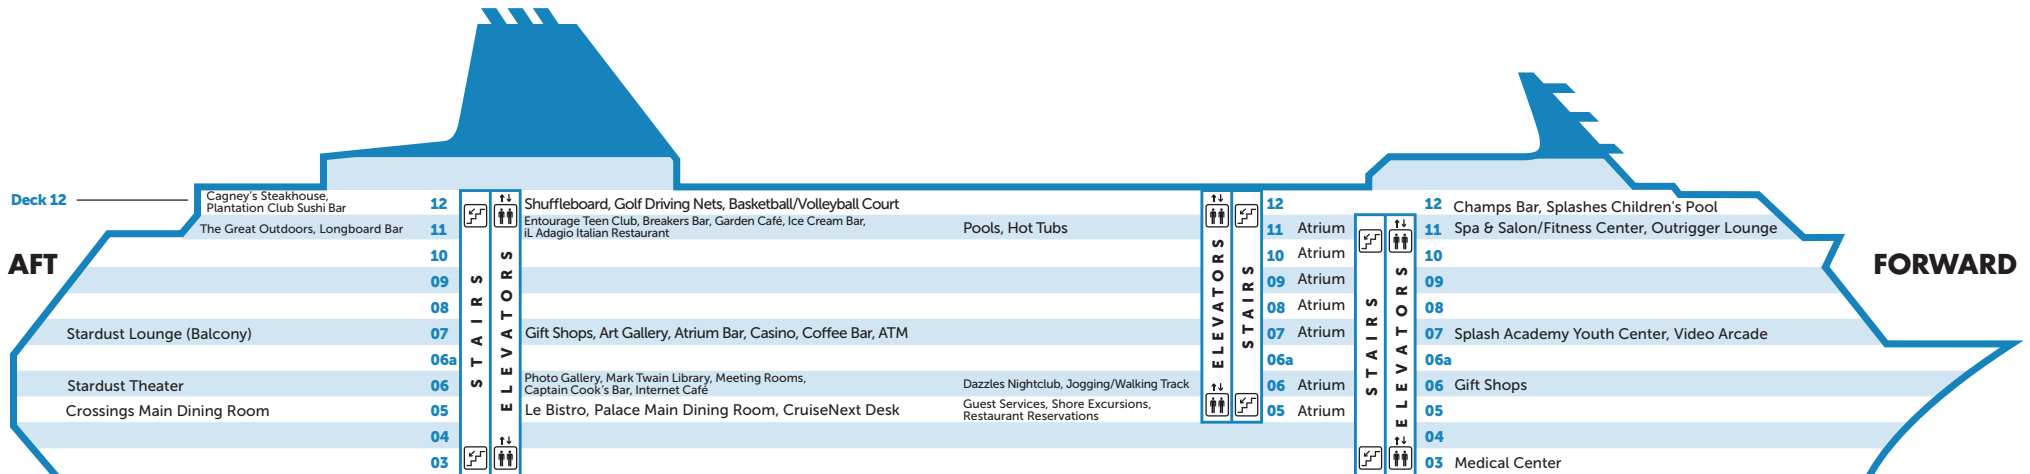 Deck 12
AFT
FORWARD
Cagney's Steakhouse,
Plantation Club Sushi Bar
12
Shuffleboard, Golf Driving Nets, Basketball/Volleyball Court
12
12
Champs Bar, Splashes Children's Pool
The Great Outdoors, Longboard Bar
11
Entourage Teen Club, Breakers Bar, Garden Café, Ice Cream Bar,
iL Adagio Italian Restaurant
Pools, Hot Tubs
11 Atrium
11
Spa & Salon/Fitness Center, Outrigger Lounge
10
10 Atrium
10
09
09 Atrium
09
08
08 Atrium
08
Stardust Lounge (Balcony)
07
Gift Shops, Art Gallery, Atrium Bar, Casino, Coffee Bar, ATM
07 Atrium
07
Splash Academy Youth Center, Video Arcade
06a
06a
06a
Stardust Theater
06
Photo Gallery, Mark Twain Library, Meeting Rooms,
Captain Cook's Bar, Internet Café
Dazzles Nightclub, Jogging/Walking Track
06 Atrium
06
Gift Shops
Crossings Main Dining Room
05
Le Bistro, Palace Main Dining Room, CruiseNext Desk
Guest Services, Shore Excursions,
Restaurant Reservations
05 Atrium
05
04
04
03
03
Medical Center
STAIRS
ELEVATORS
ELEVATORS
STAIRS
STAIRS
ELEVATORS